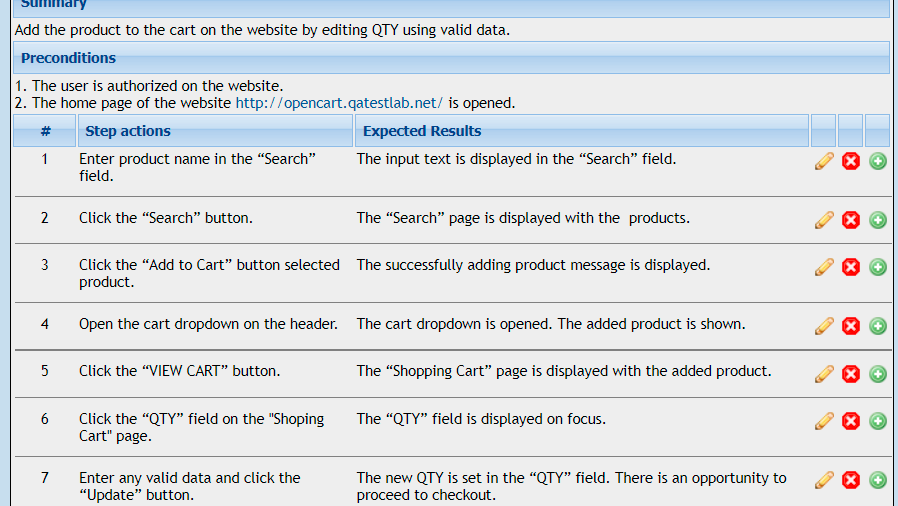 Summary
Add the product to the cart on the website by editing QTY using valid data.
Preconditions
1. The user is authorized on the website.
2. The home page of the website http://opencart.qatestlab.net/ is opened.
# Step actions Expected Results
1 Enter product name in the “Search” The input text is displayed in the “Search” field.
field.
2 Click the “Search” button. The “Search” page is displayed with the  products.
3 Click the “Add to Cart” button selected The successfully adding product message is displayed.
product.
4 Open the cart dropdown on the header. The cart dropdown is opened. The added product is shown.
5 Click the “VIEW CART” button. The “Shopping Cart” page is displayed with the added product.
6 Click the “QTY” field on the "Shoping The “QTY” field is displayed on focus.
Cart" page.
7 Enter any valid data and click the The new QTY is set in the “QTY” field. There is an opportunity to
“Update” button. proceed to checkout.